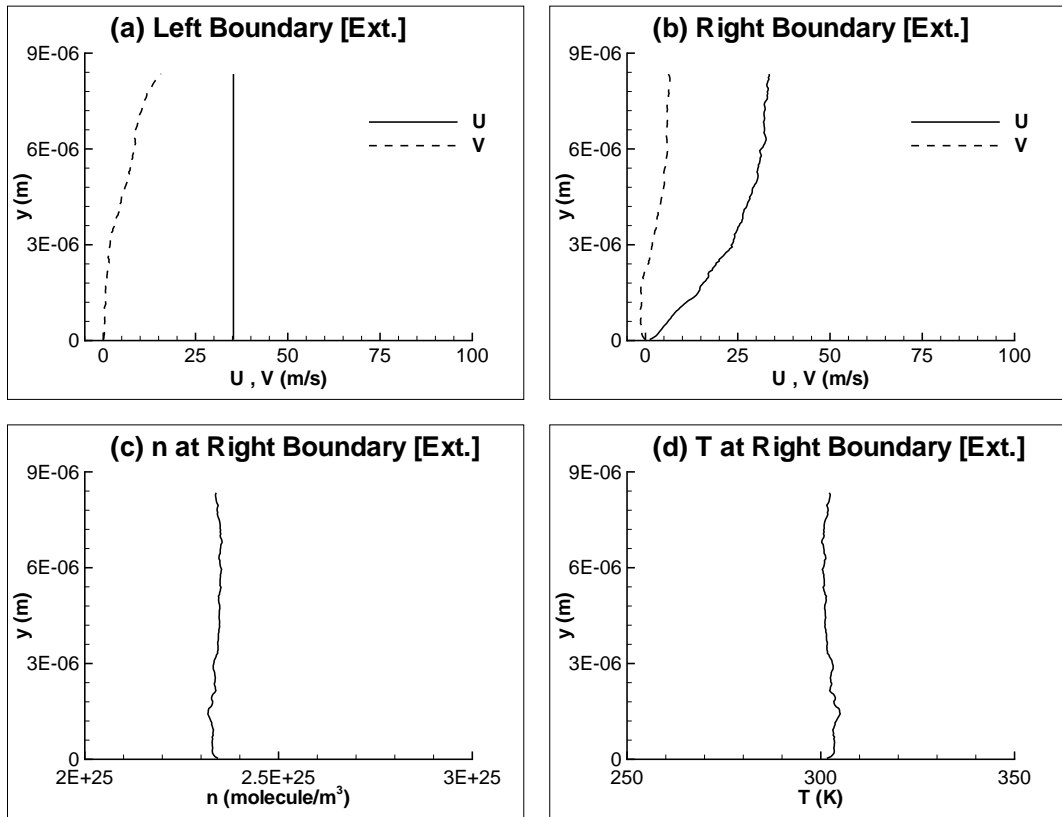 (a) Left Boundary [Ext.]
9E-06
6E-06
3E-06
0
y (m)
U
V
0 25 50 75 100
U , V (m/s)
(b) Right Boundary [Ext.]
9E-06
6E-06
3E-06
0
y (m)
U
V
0 25 50 75 100
U , V (m/s)
(c) n at Right Boundary [Ext.]
9E-06
6E-06
3E-06
0
y (m)
2E+25 2.5E+25 3E+25
n (molecule/m³)
(d) T at Right Boundary [Ext.]
9E-06
6E-06
3E-06
0
y (m)
250 300 350
T (K)